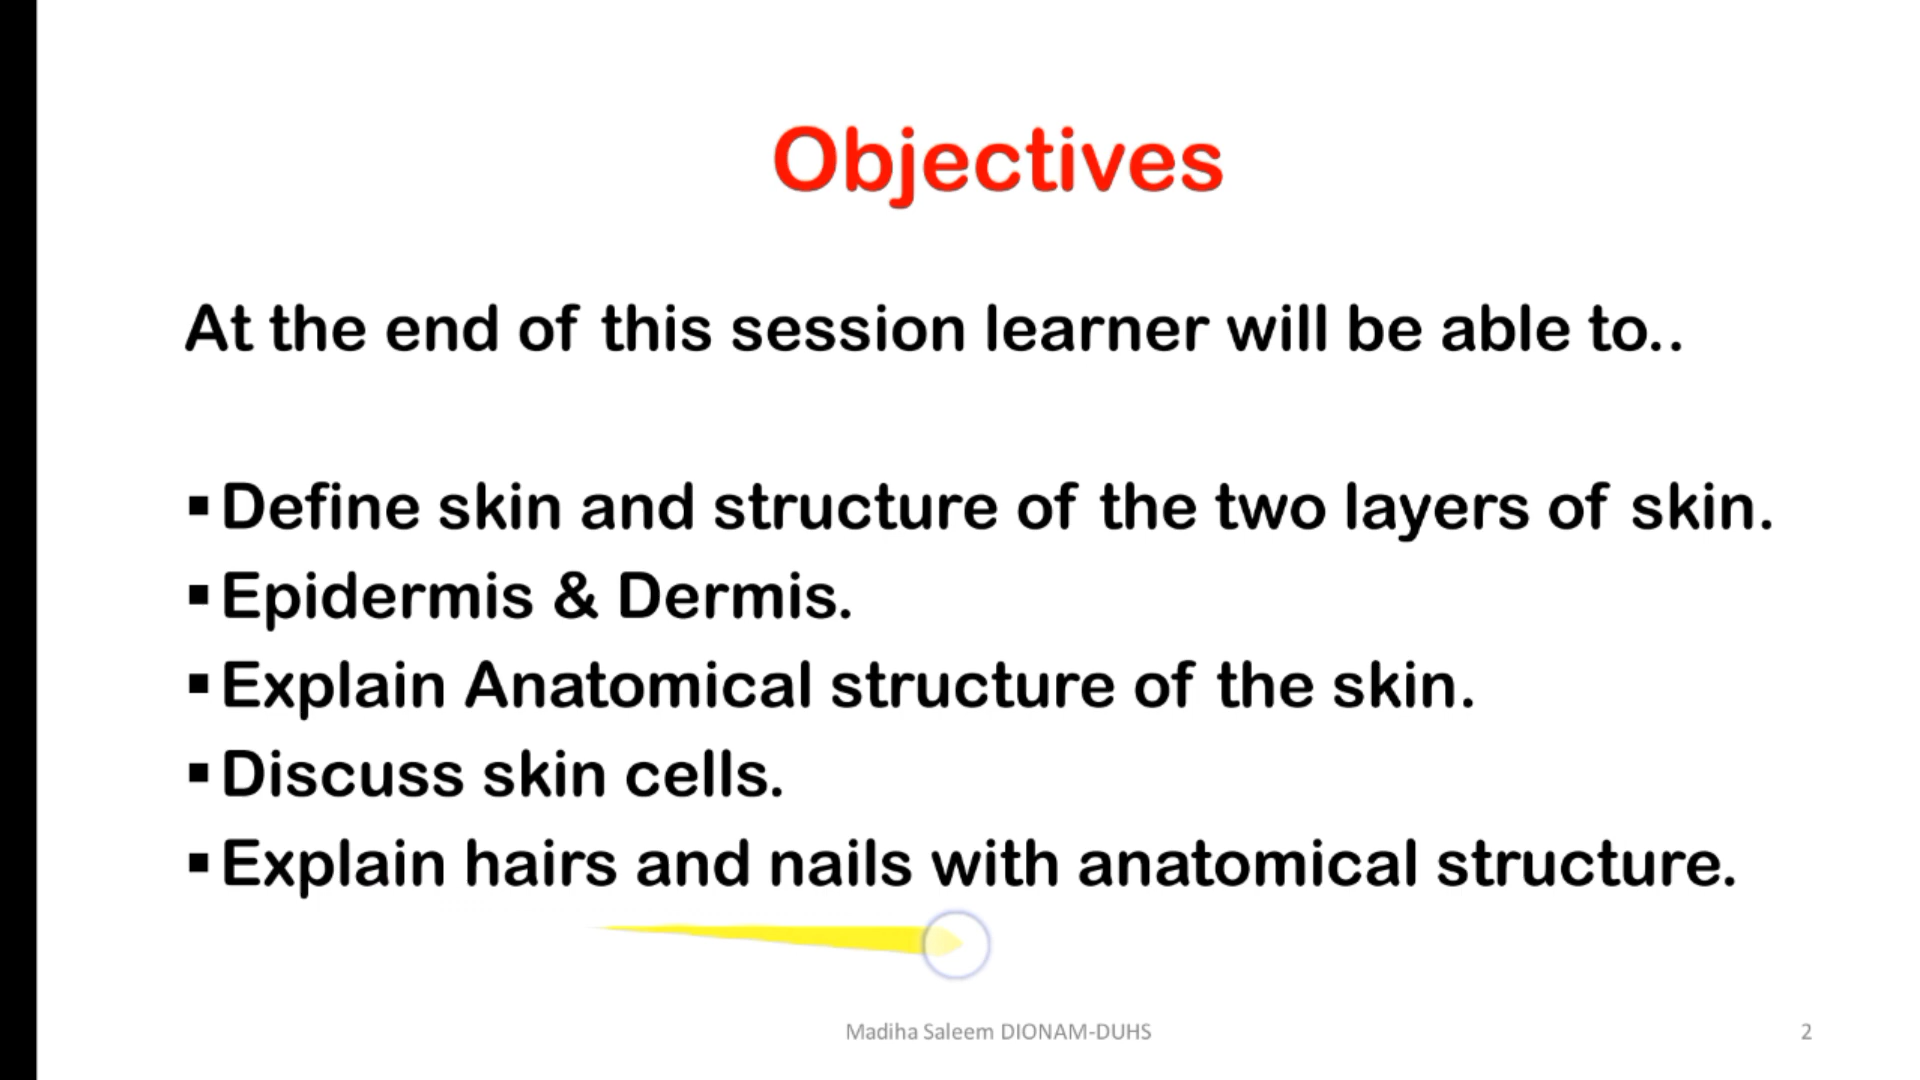 Objectives
At the end of this session learner will be able to..
▪Define skin and structure of the two layers of skin.
▪Epidermis & Dermis.
▪Explain Anatomical structure of the skin.
▪Discuss skin cells.
▪Explain hairs and nails with anatomical structure.
Madiha Saleem DIONAM-DUHS
2